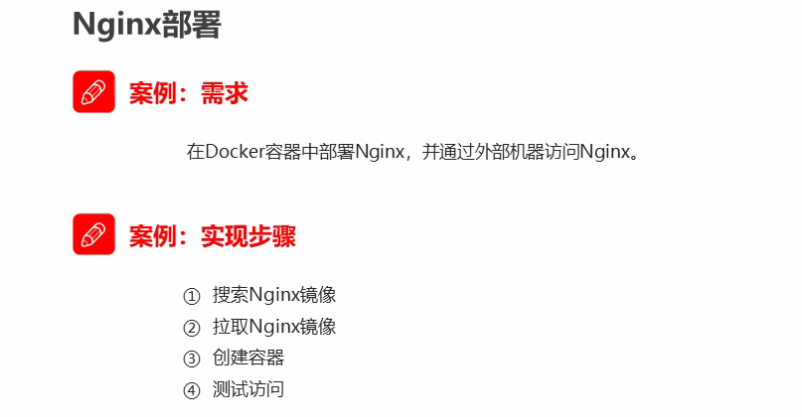 Nginx部署
案例：需求
在Docker容器中部署Nginx，并通过外部机器访问Nginx。
案例：实现步骤
① 搜索Nginx镜像
② 拉取Nginx镜像
③ 创建容器
④ 测试访问